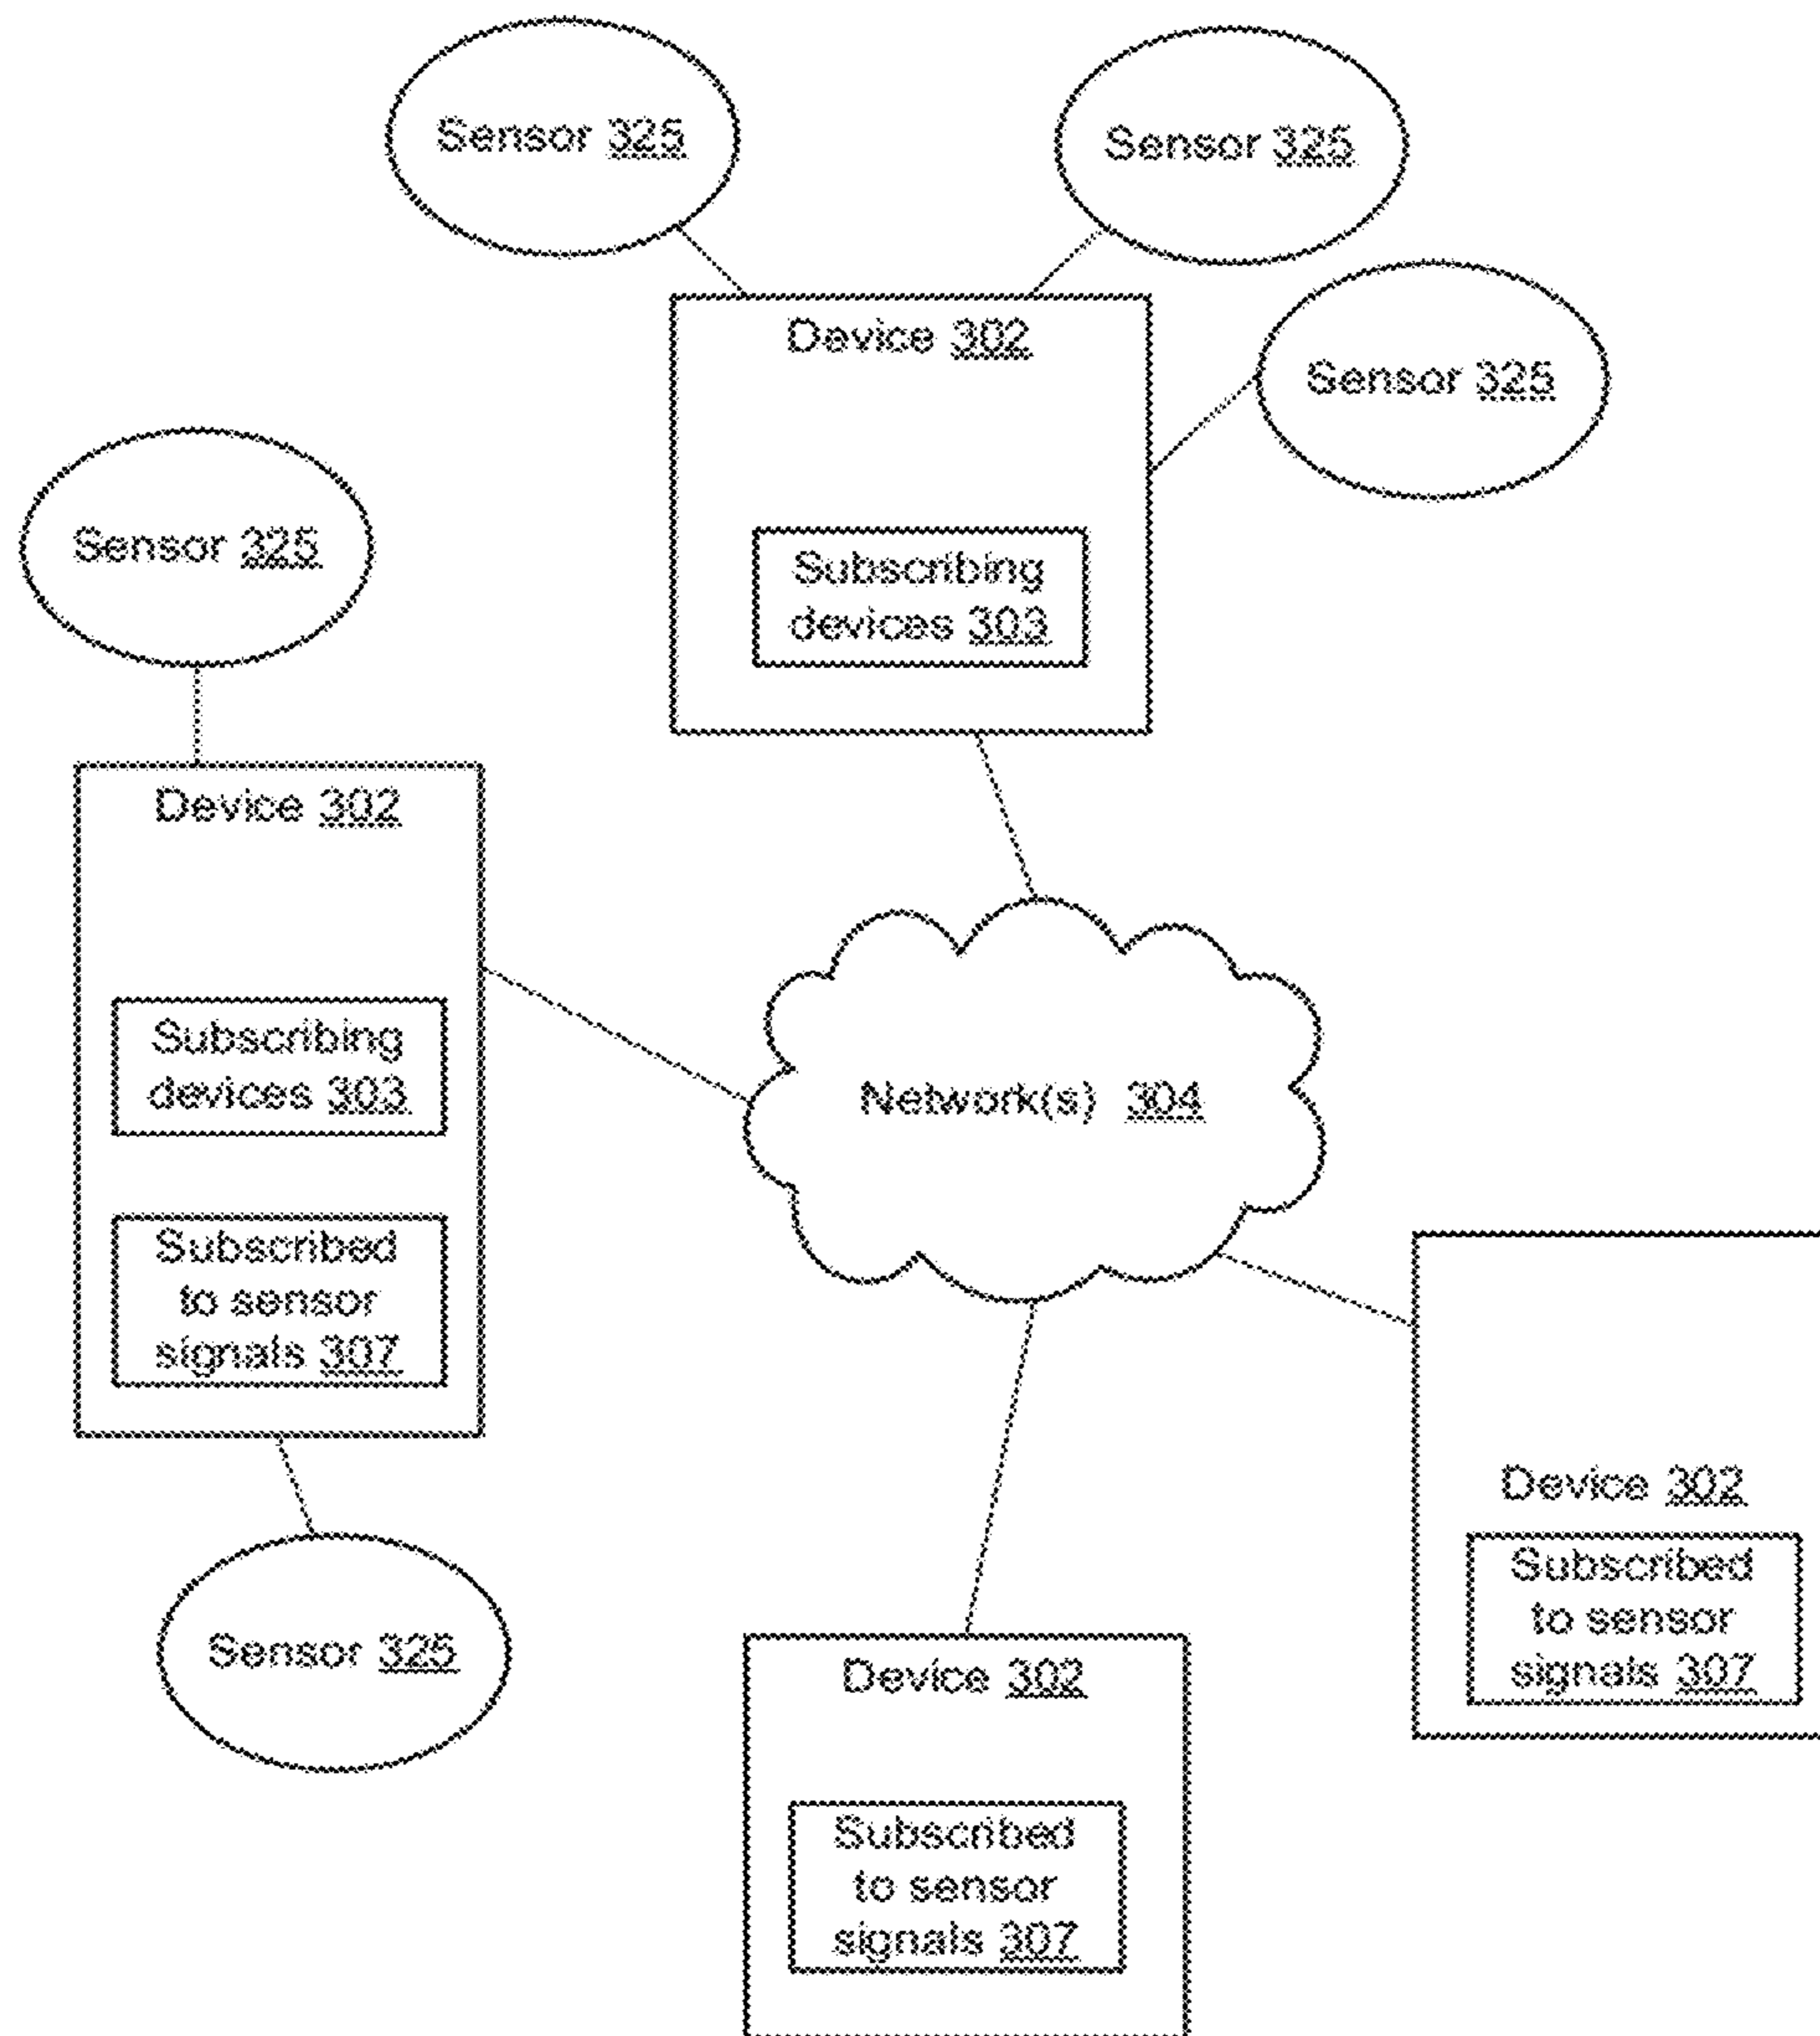 Sensor 325
Sensor 325
Device 302
Sensor 325
Sensor 325
Subscribing
devices 303
Device 302
Subscribing
devices 303
Network(s) 304
Subscribed
to sensor
signals 307
Device 302
Subscribed
to sensor
signals 307
Sensor 325
Device 302
Subscribed
to sensor
signals 307